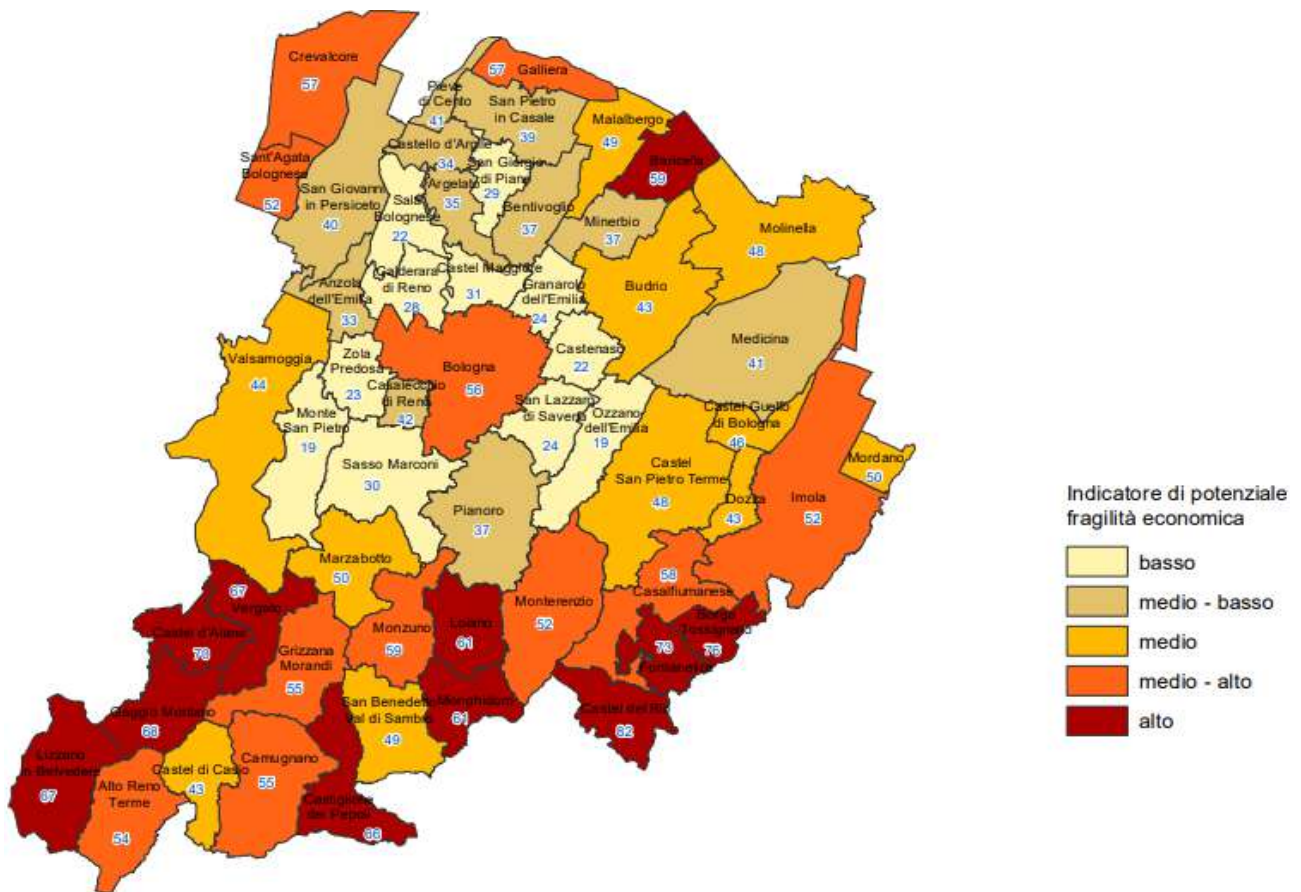 Crevalcore
57
57
Galliera
Pieve
di Cento
41
San Pietro
in Casale
39
Malalbergo
49
Baricella
59
Sant'Agata
Bolognese
52
San Giovanni
in Persiceto
40
Castello d'Argile
34
San Giorgio
di Piano
29
Argelato
35
Sala
Bolognese
22
Bentivoglio
37
Minerbio
37
Molinella
48
Anzola
dell'Emilia
33
Calderara
di Reno
28
Castel Maggiore
31
Granarolo
dell'Emilia
24
Budrio
43
Medicina
41
Valsamoggia
44
Zola
Predosa
23
Casalecchio
di Reno
42
Bologna
56
Castenaso
22
Monte
San Pietro
19
San Lazzaro
di Savena
24
Ozzano
dell'Emilia
19
Castel Guelfo
di Bologna
46
Mordano
50
Sasso Marconi
30
Castel
San Pietro Terme
48
Dozza
43
Imola
52
Pianoro
37
Marzabotto
50
67
Vergato
Castel d'Aiano
70
Grizzana
Morandi
55
Monzuno
59
Loiano
61
Monterenzio
52
58
Casalfiumanese
Borgo
Tossignano
76
73
Fontanelice
Gaggio Montano
68
San Benedetto
Val di Sambro
49
Monghidoro
61
Castel del Rio
82
Lizzano
in Belvedere
67
Alto Reno
Terme
54
Castel di Casio
43
Camugnano
55
Castiglione
dei Pepoli
66
Indicatore di potenziale
fragilità economica
basso
medio - basso
medio
medio - alto
alto